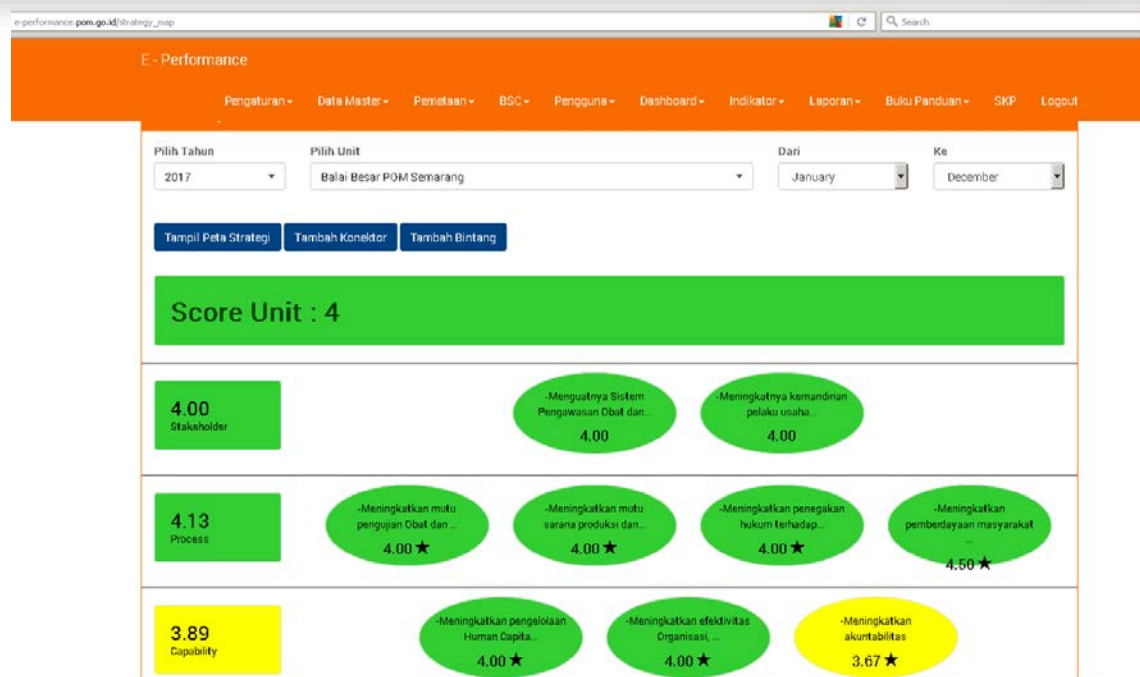 e-performance.pom.go.id/strategy_map
Search
E - Performance
Pengaturan Data Master Pemetaan BSC Pengguna Dashboard Indikator Laporan Buku Panduan SKP Logout
Pilih Tahun Pilih Unit Dari Ke
2017 Balai Besar POM Semarang January December
Tampil Peta Strategi Tambah Konektor Tambah Bintang
Score Unit : 4
4.00
Stakeholder
-Menguatnya Sistem
Pengawasan Obat dan...
4.00
-Meningkatnya kemandirian
pelaku usaha...
4.00
4.13
Process
-Meningkatkan mutu
pengujian Obat dan ...
4.00 ★
-Meningkatkan mutu
sarana produksi dan...
4.00 ★
-Meningkatkan penegakan
hukum terhadap...
4.00 ★
-Meningkatkan
pemberdayaan masyarakat
...
4.50 ★
3.89
Capability
-Meningkatkan pengelolaan
Human Capita...
4.00 ★
-Meningkatkan efektivitas
Organisasi, ...
4.00 ★
-Meningkatkan
akuntabilitas
3.67 ★